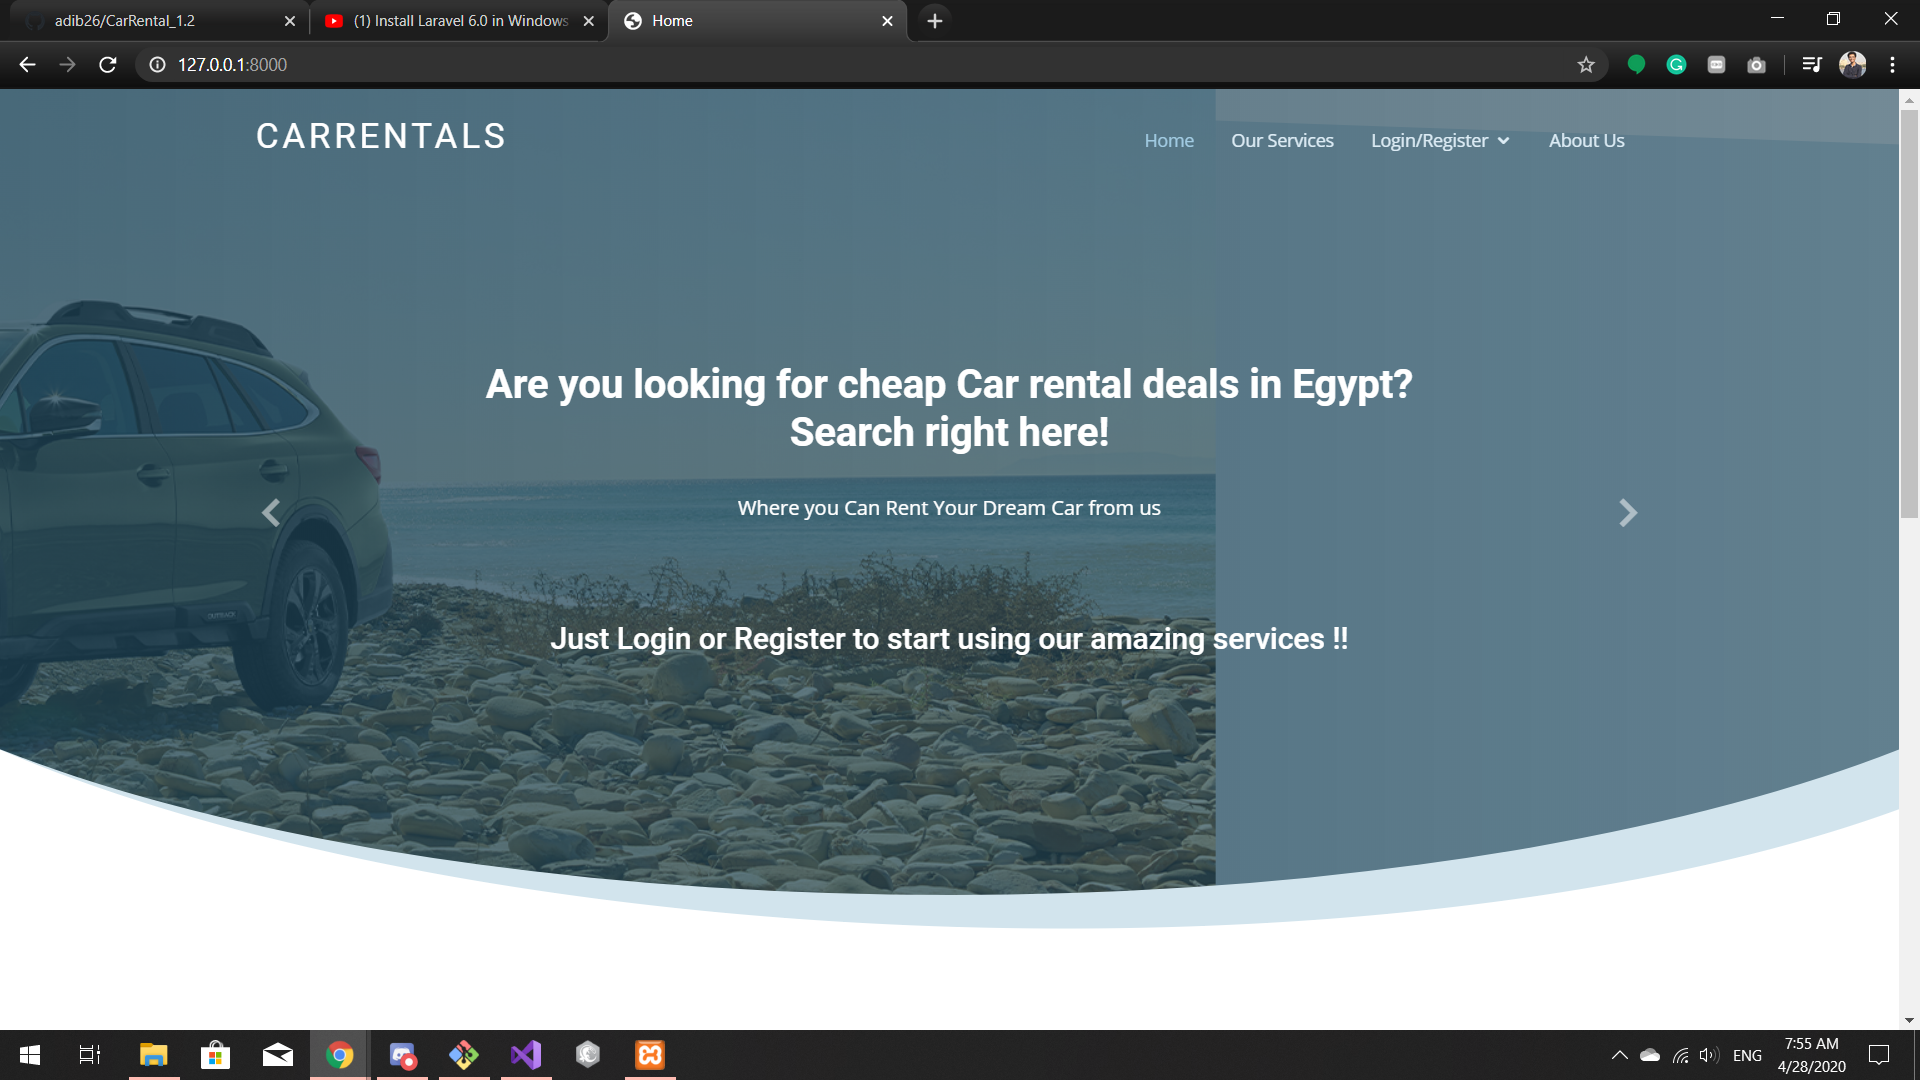 adib26/CarRental_1.2
(1) Install Laravel 6.0 in Windows
Home
127.0.0.1:8000
CARRENTALS
Home
Our Services
Login/Register
About Us
Are you looking for cheap Car rental deals in Egypt?
Search right here!
Where you Can Rent Your Dream Car from us
Just Login or Register to start using our amazing services !!
OUTBACK
ENG
7:55 AM
4/28/2020